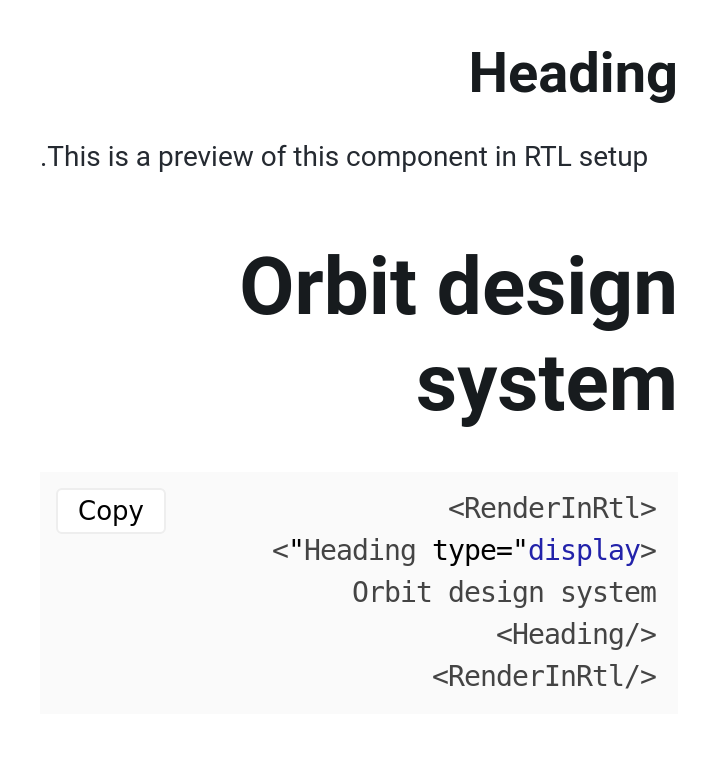 Heading
.This is a preview of this component in RTL setup
Orbit design
system
Copy
<RenderInRtl>
<"Heading type="display>
Orbit design system
<Heading/>
<RenderInRtl/>